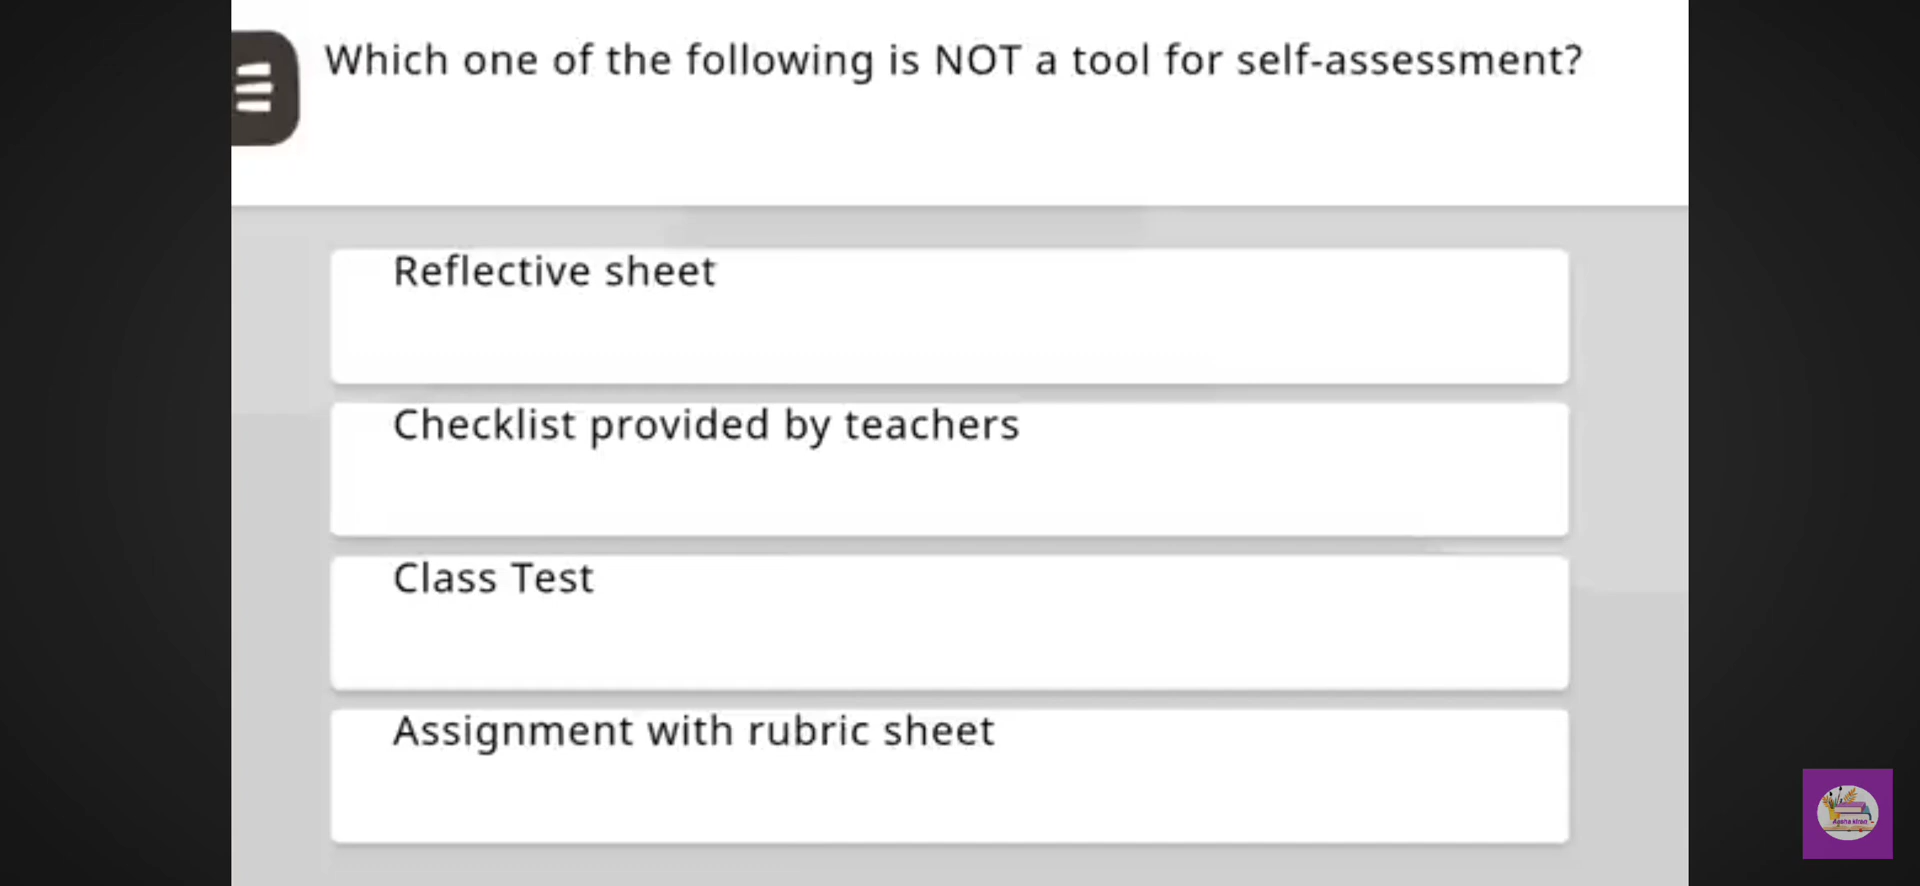 Which one of the following is NOT a tool for self-assessment?
Reflective sheet
Checklist provided by teachers
Class Test
Assignment with rubric sheet